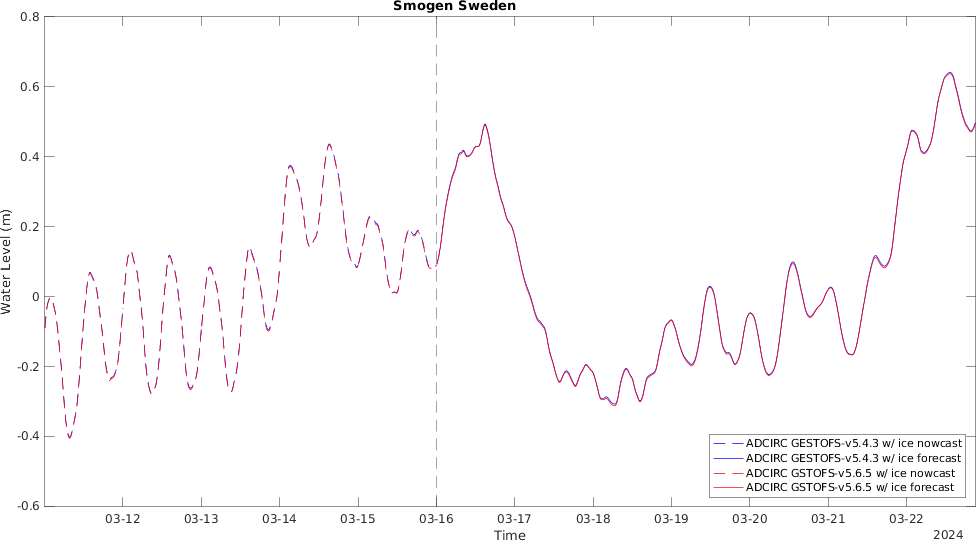 Smogen Sweden
0.8
0.6
0.4
0.2
0
-0.2
-0.4
-0.6
Water Level (m)
ADCIRC GESTOFS-v5.4.3 w/ ice nowcast
ADCIRC GESTOFS-v5.4.3 w/ ice forecast
ADCIRC GSTOFS-v5.6.5 w/ ice nowcast
ADCIRC GSTOFS-v5.6.5 w/ ice forecast
03-12 03-13 03-14 03-15 03-16 03-17 03-18 03-19 03-20 03-21 03-22
Time
2024